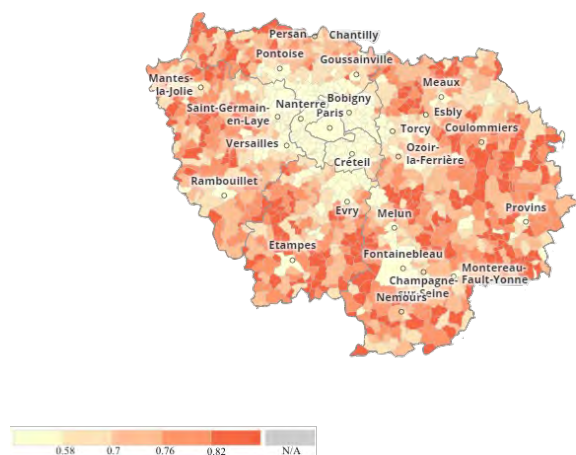 Persan
Chantilly
Pontoise
Goussainville
Mantes-
la-Jolie
Meaux
Saint-Germain-
en-Laye
Nanterre
Bobigny
Paris
Esbly
Torcy
Coulommiers
Versailles
Ozoir-
la-Ferrière
Créteil
Rambouillet
Evry
Melun
Provins
Etampes
Fontainebleau
Champagne-
sur-Seine
Montereau-
Fault-Yonne
Nemours
0.58 0.7 0.76 0.82 N/A